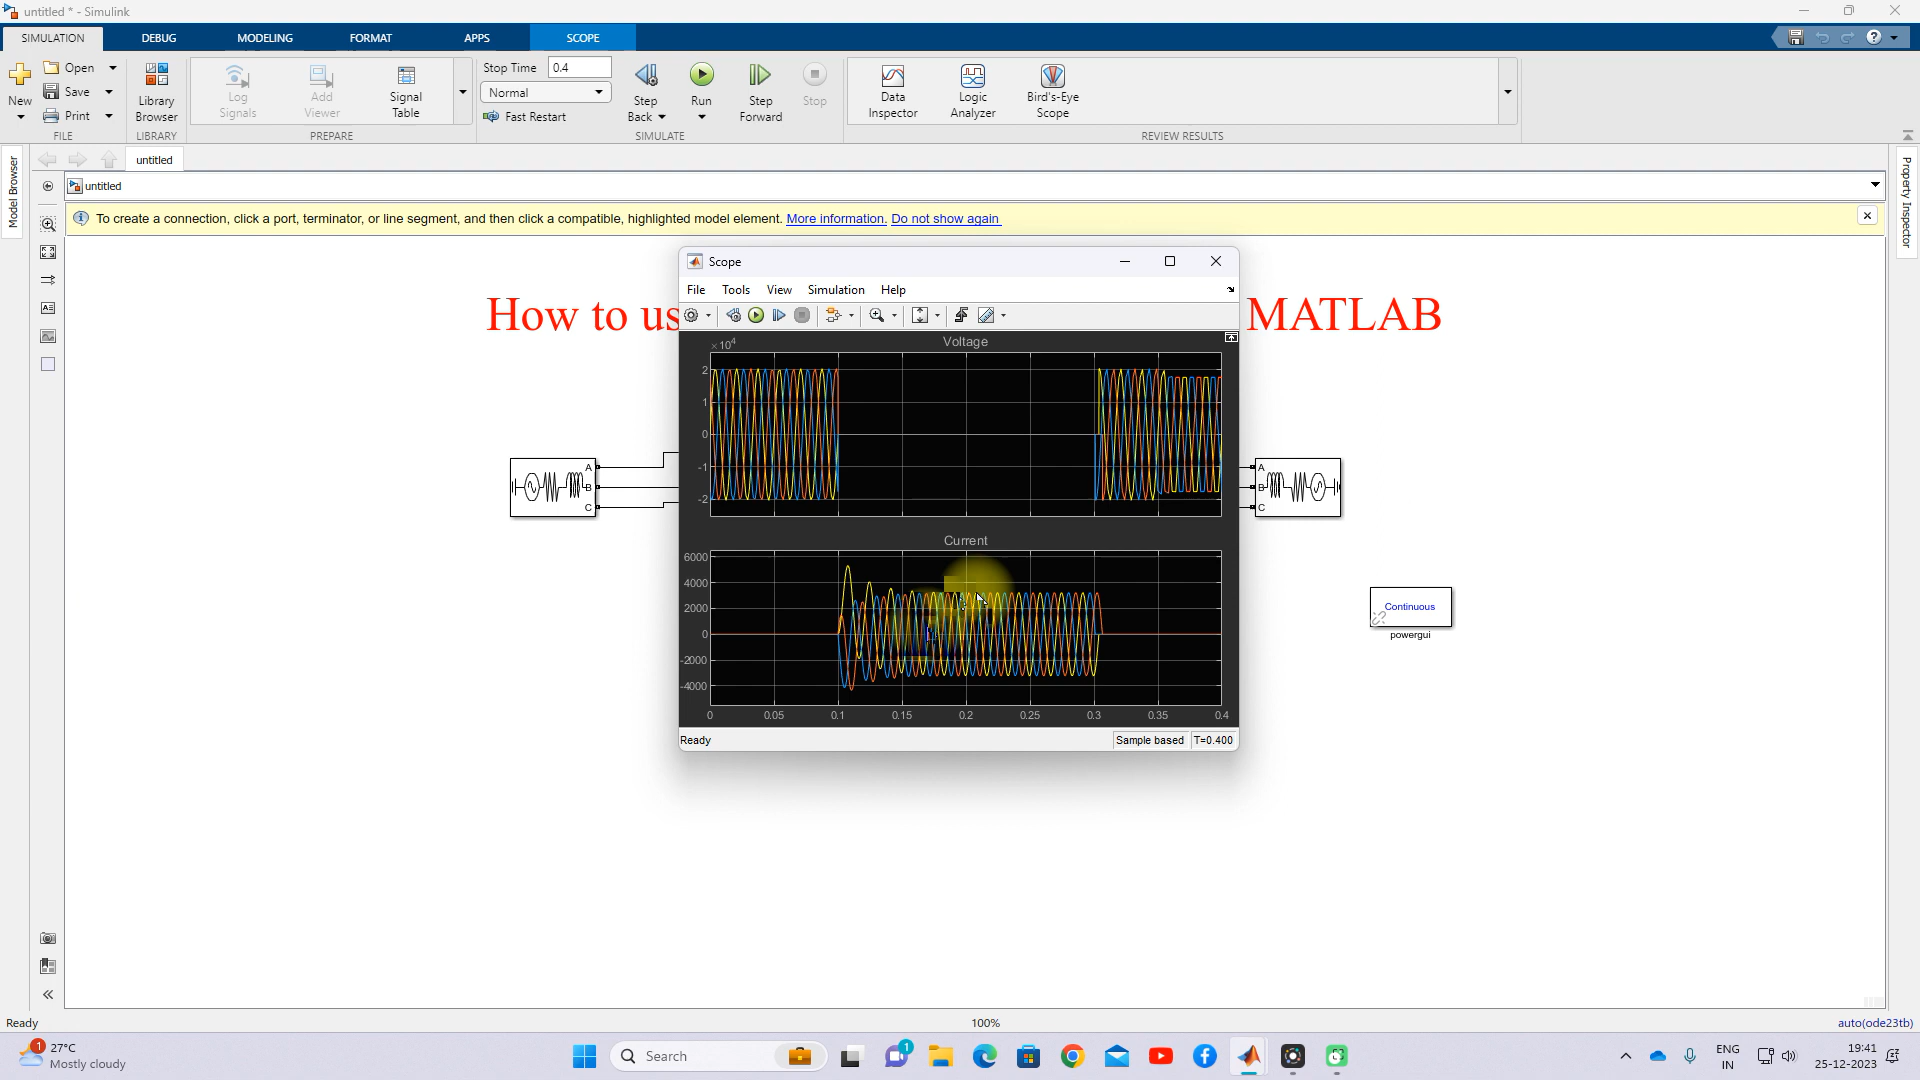 untitled * - Simulink
SIMULATION DEBUG MODELING FORMAT APPS SCOPE
New
Open
Save
Print
FILE
Library
Browser
LIBRARY
Log
Signals
Add
Viewer
Signal
Table
PREPARE
Stop Time 0.4
Normal
Fast Restart
Step
Back
Run
Step
Forward
Stop
SIMULATE
Data
Inspector
Logic
Analyzer
Bird's-Eye
Scope
REVIEW RESULTS
Model Browser
untitled
untitled
Property Inspector
To create a connection, click a port, terminator, or line segment, and then click a compatible, highlighted model element. More information. Do not show again
How to us
MATLAB
Scope
File Tools View Simulation Help
×10^4
Voltage
2
1
0
-1
-2
Current
6000
4000
2000
0
-2000
-4000
0 0.05 0.1 0.15 0.2 0.25 0.3 0.35 0.4
Ready
Sample based T=0.400
A
B
C
A
B
C
Continuous
powergui
Ready
100%
auto(ode23tb)
1
27°C
Mostly cloudy
Search
1
ENG
IN
19:41
25-12-2023